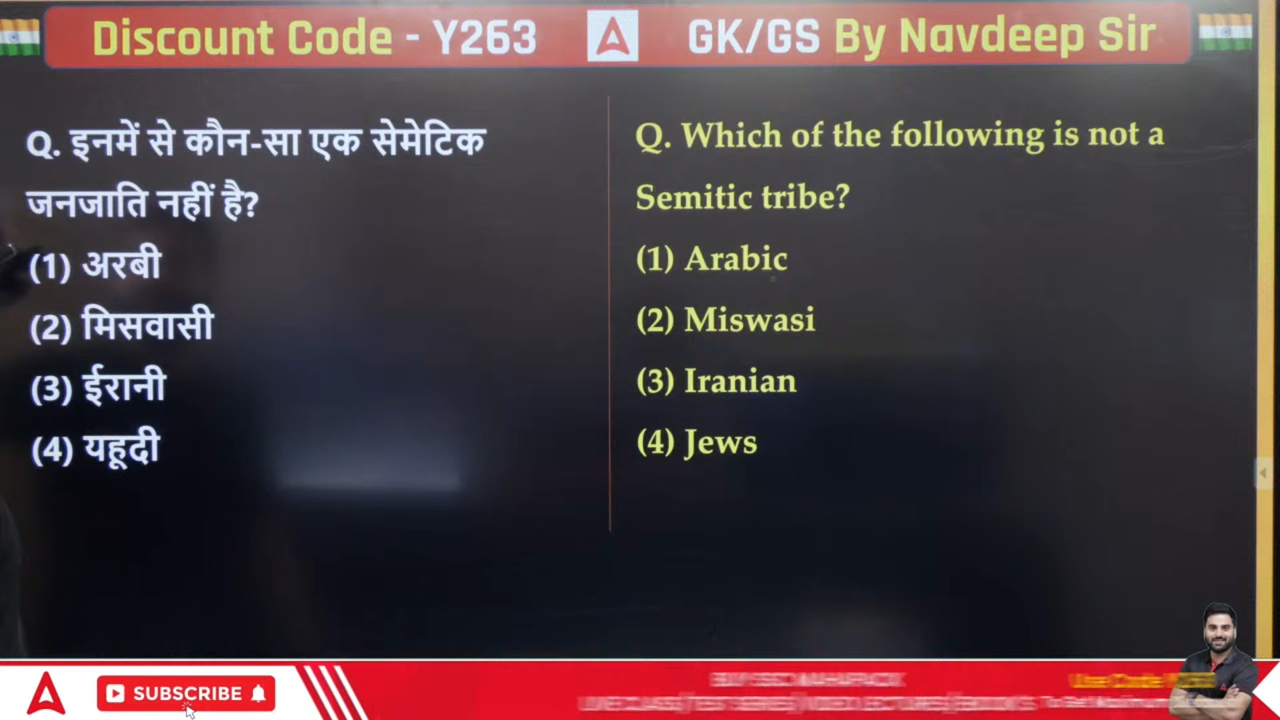 Discount Code - Y263
GK/GS By Navdeep Sir
Q. इनमें से कौन-सा एक सेमेटिक
जनजाति नहीं है?
(1) अरबी
(2) मिसवासी
(3) ईरानी
(4) यहूदी
Q. Which of the following is not a
Semitic tribe?
(1) Arabic
(2) Miswasi
(3) Iranian
(4) Jews
SUBSCRIBE